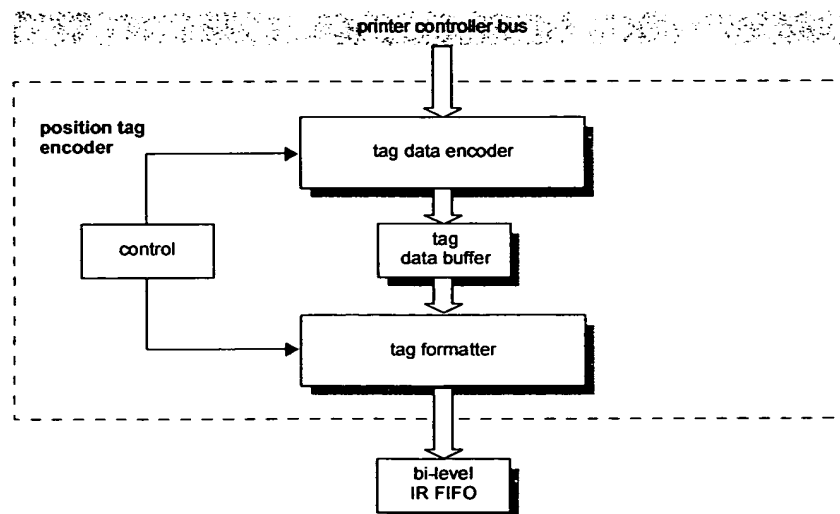 printer controller bus
position tag
encoder
tag data encoder
control
tag
data buffer
tag formatter
bi-level
IR FIFO